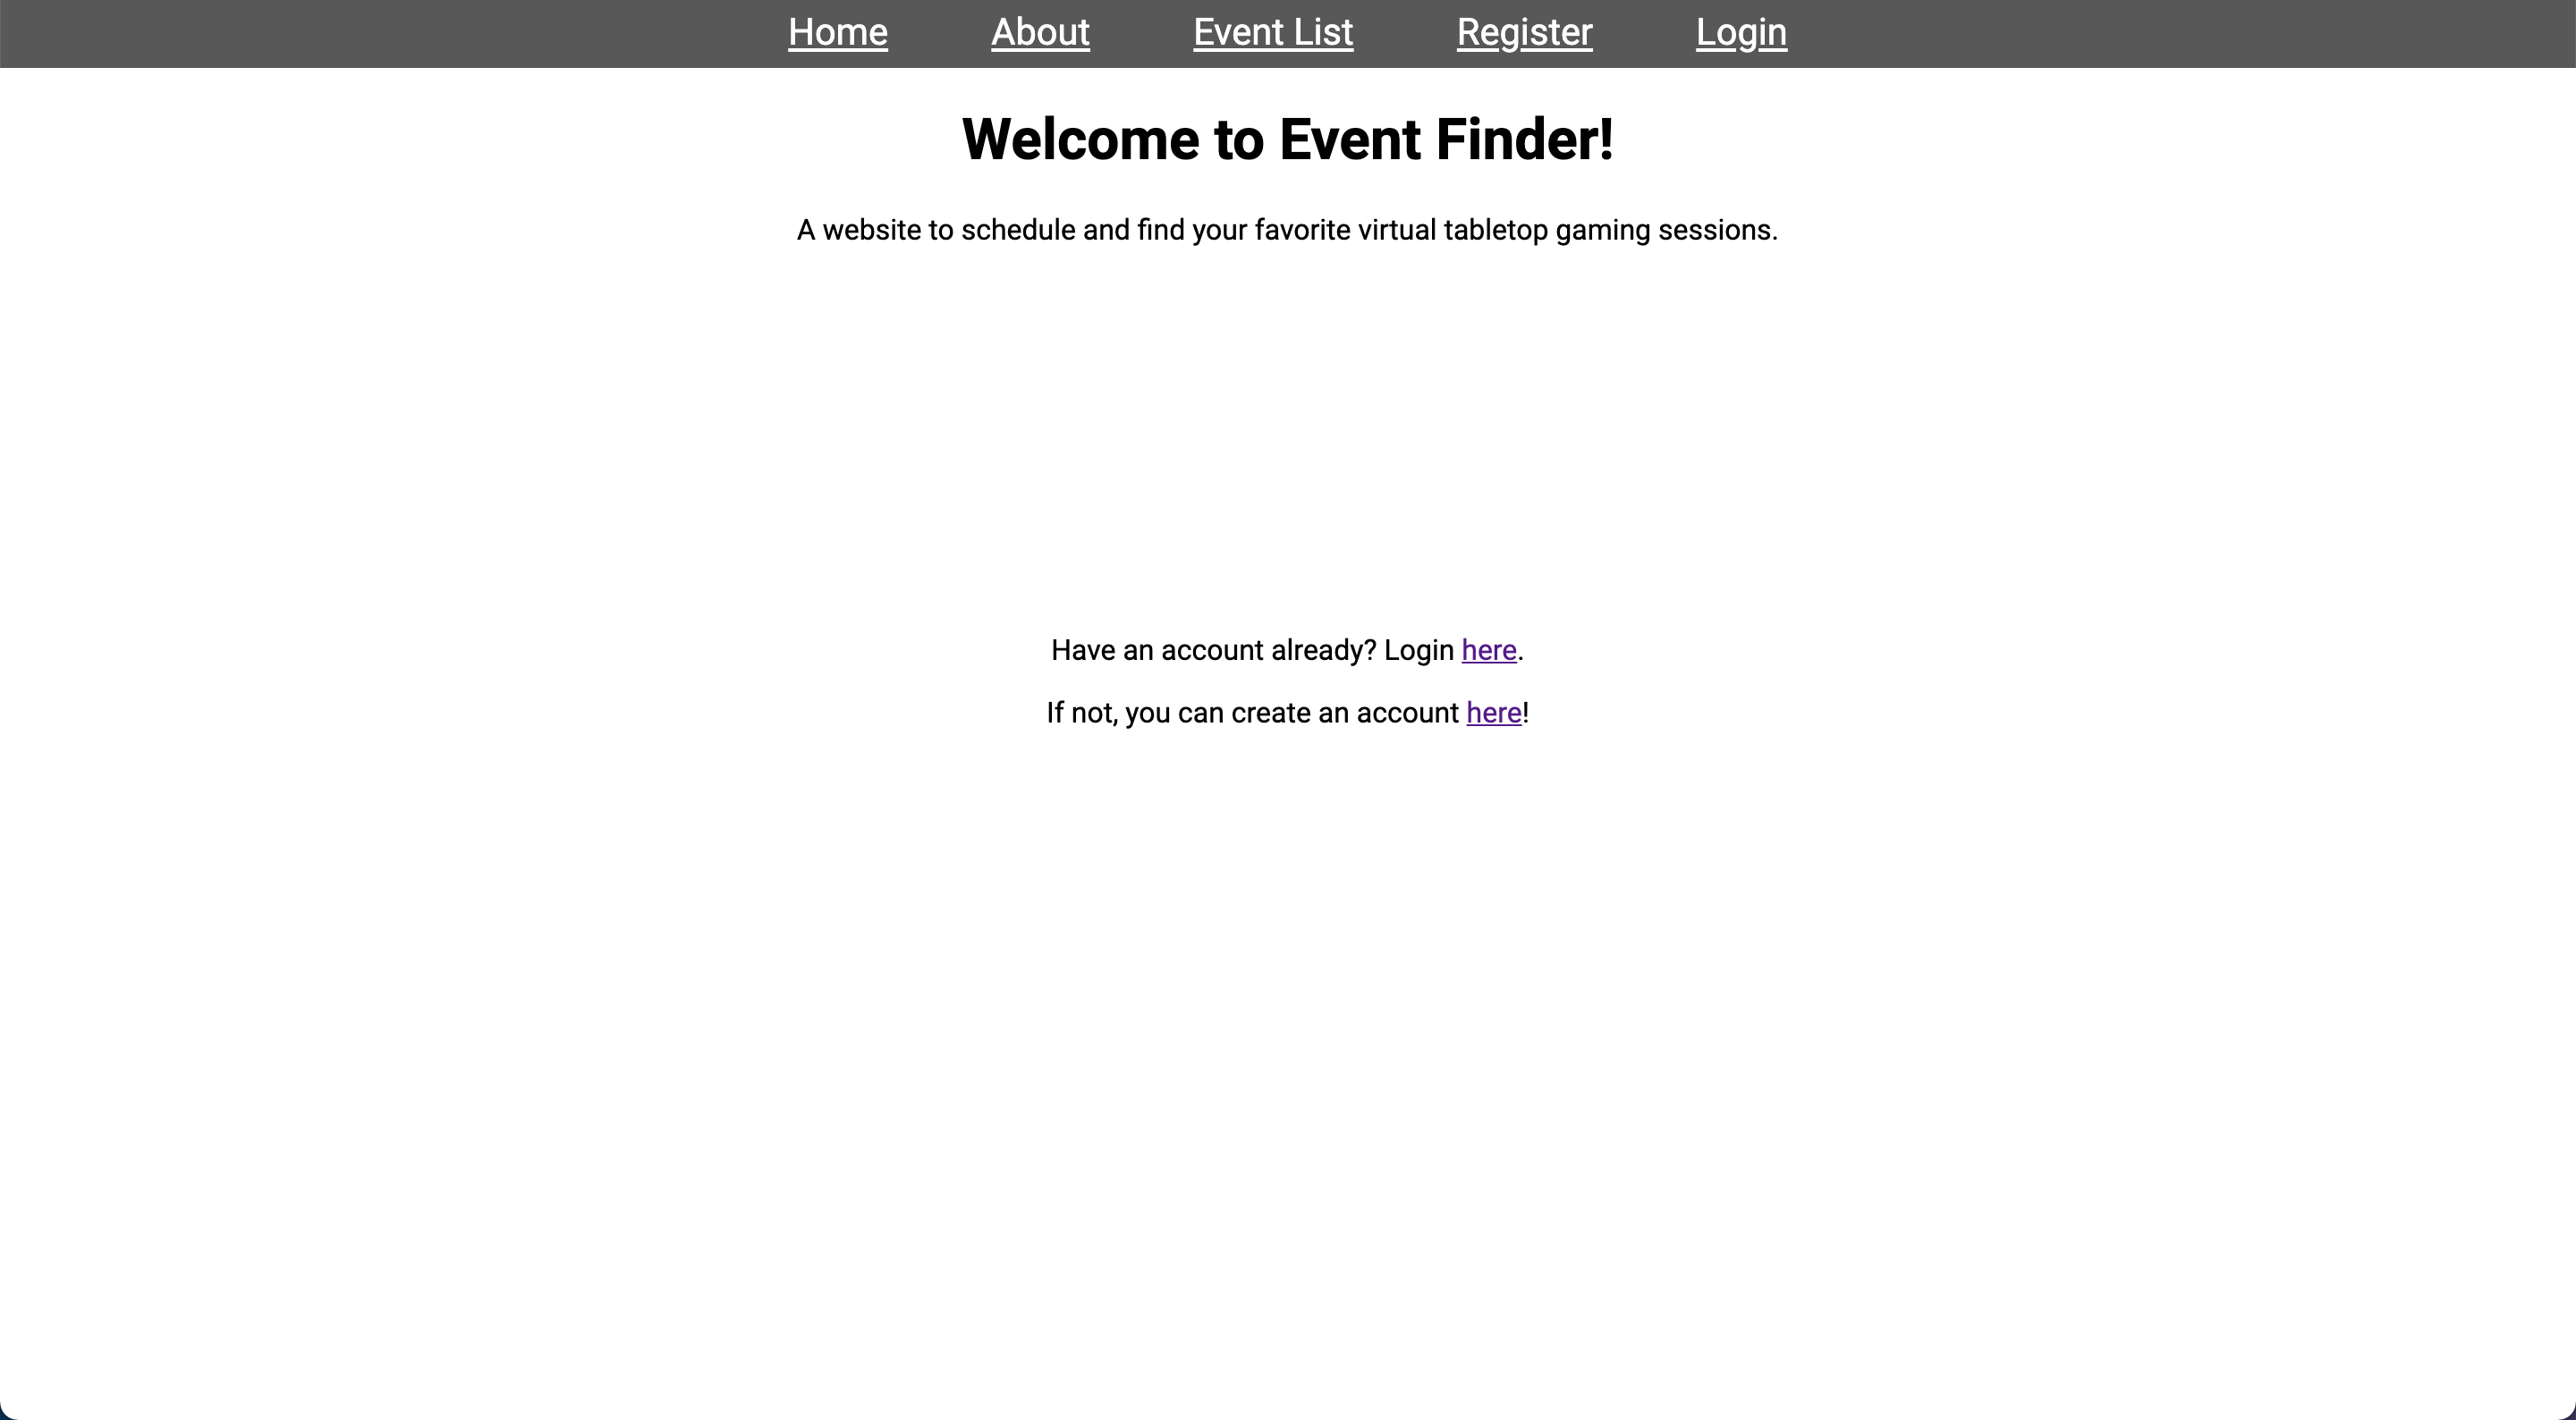 Home About Event List Register Login
Welcome to Event Finder!
A website to schedule and find your favorite virtual tabletop gaming sessions.
Have an account already? Login here.
If not, you can create an account here!